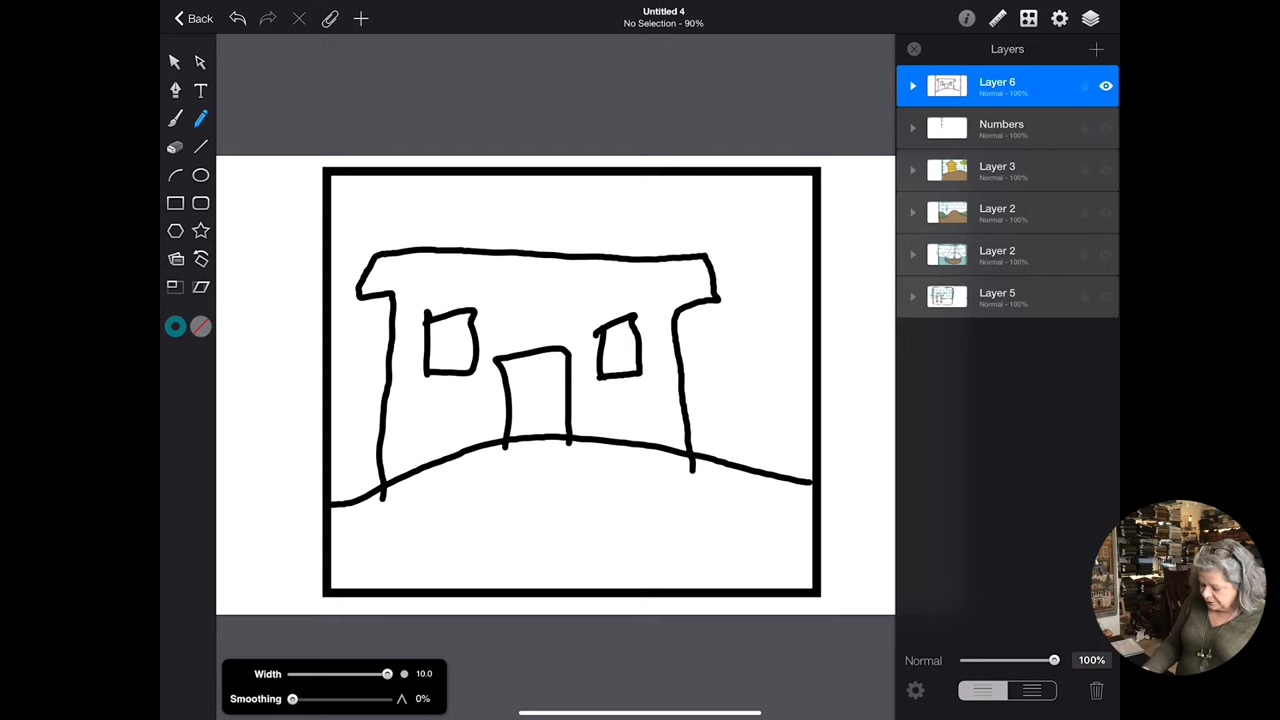 Back
Untitled 4
No Selection - 90%
Layers
Layer 6
Normal - 100%
Numbers
Normal - 100%
Layer 3
Normal - 100%
Layer 2
Normal - 100%
Layer 2
Normal - 100%
Layer 5
Normal - 100%
Width 10.0
Smoothing 0%
Normal 100%